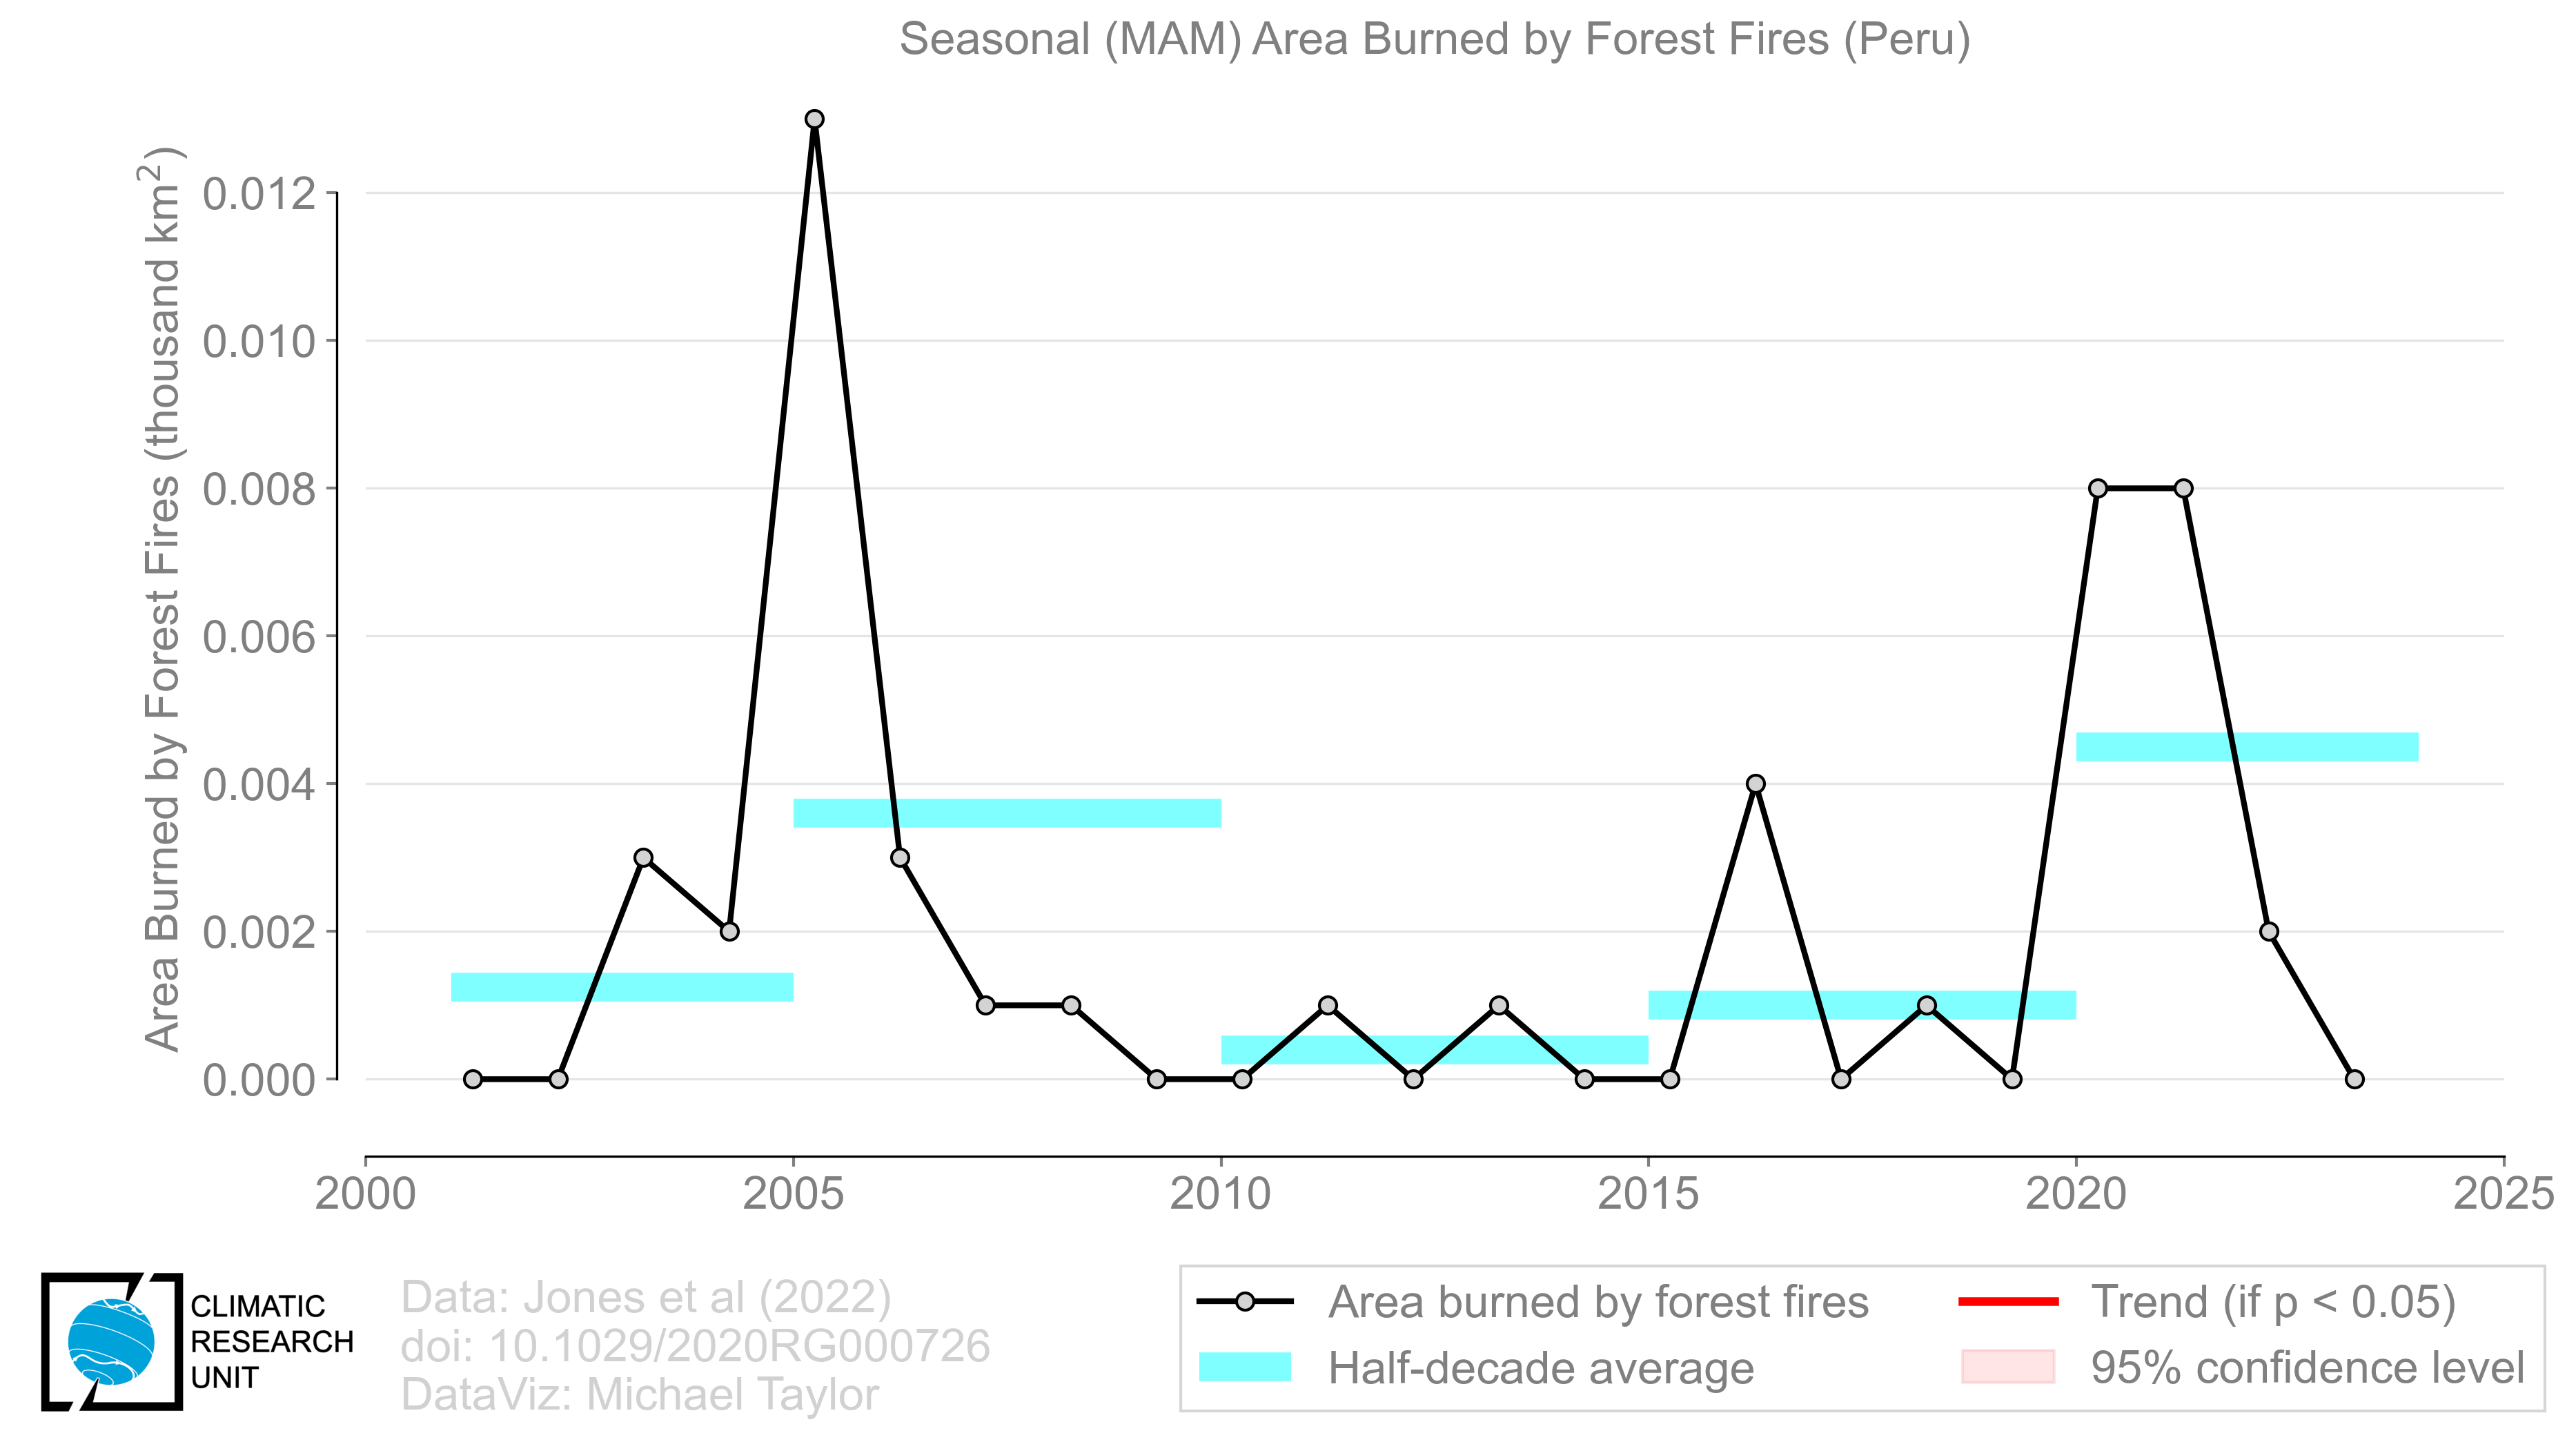 Seasonal (MAM) Area Burned by Forest Fires (Peru)
Area Burned by Forest Fires (thousand km²)
0.012
0.010
0.008
0.006
0.004
0.002
0.000
2000
2005
2010
2015
2020
2025
CLIMATIC
RESEARCH
UNIT
Data: Jones et al (2022)
doi: 10.1029/2020RG000726
DataViz: Michael Taylor
Area burned by forest fires
Half-decade average
Trend (if p < 0.05)
95% confidence level